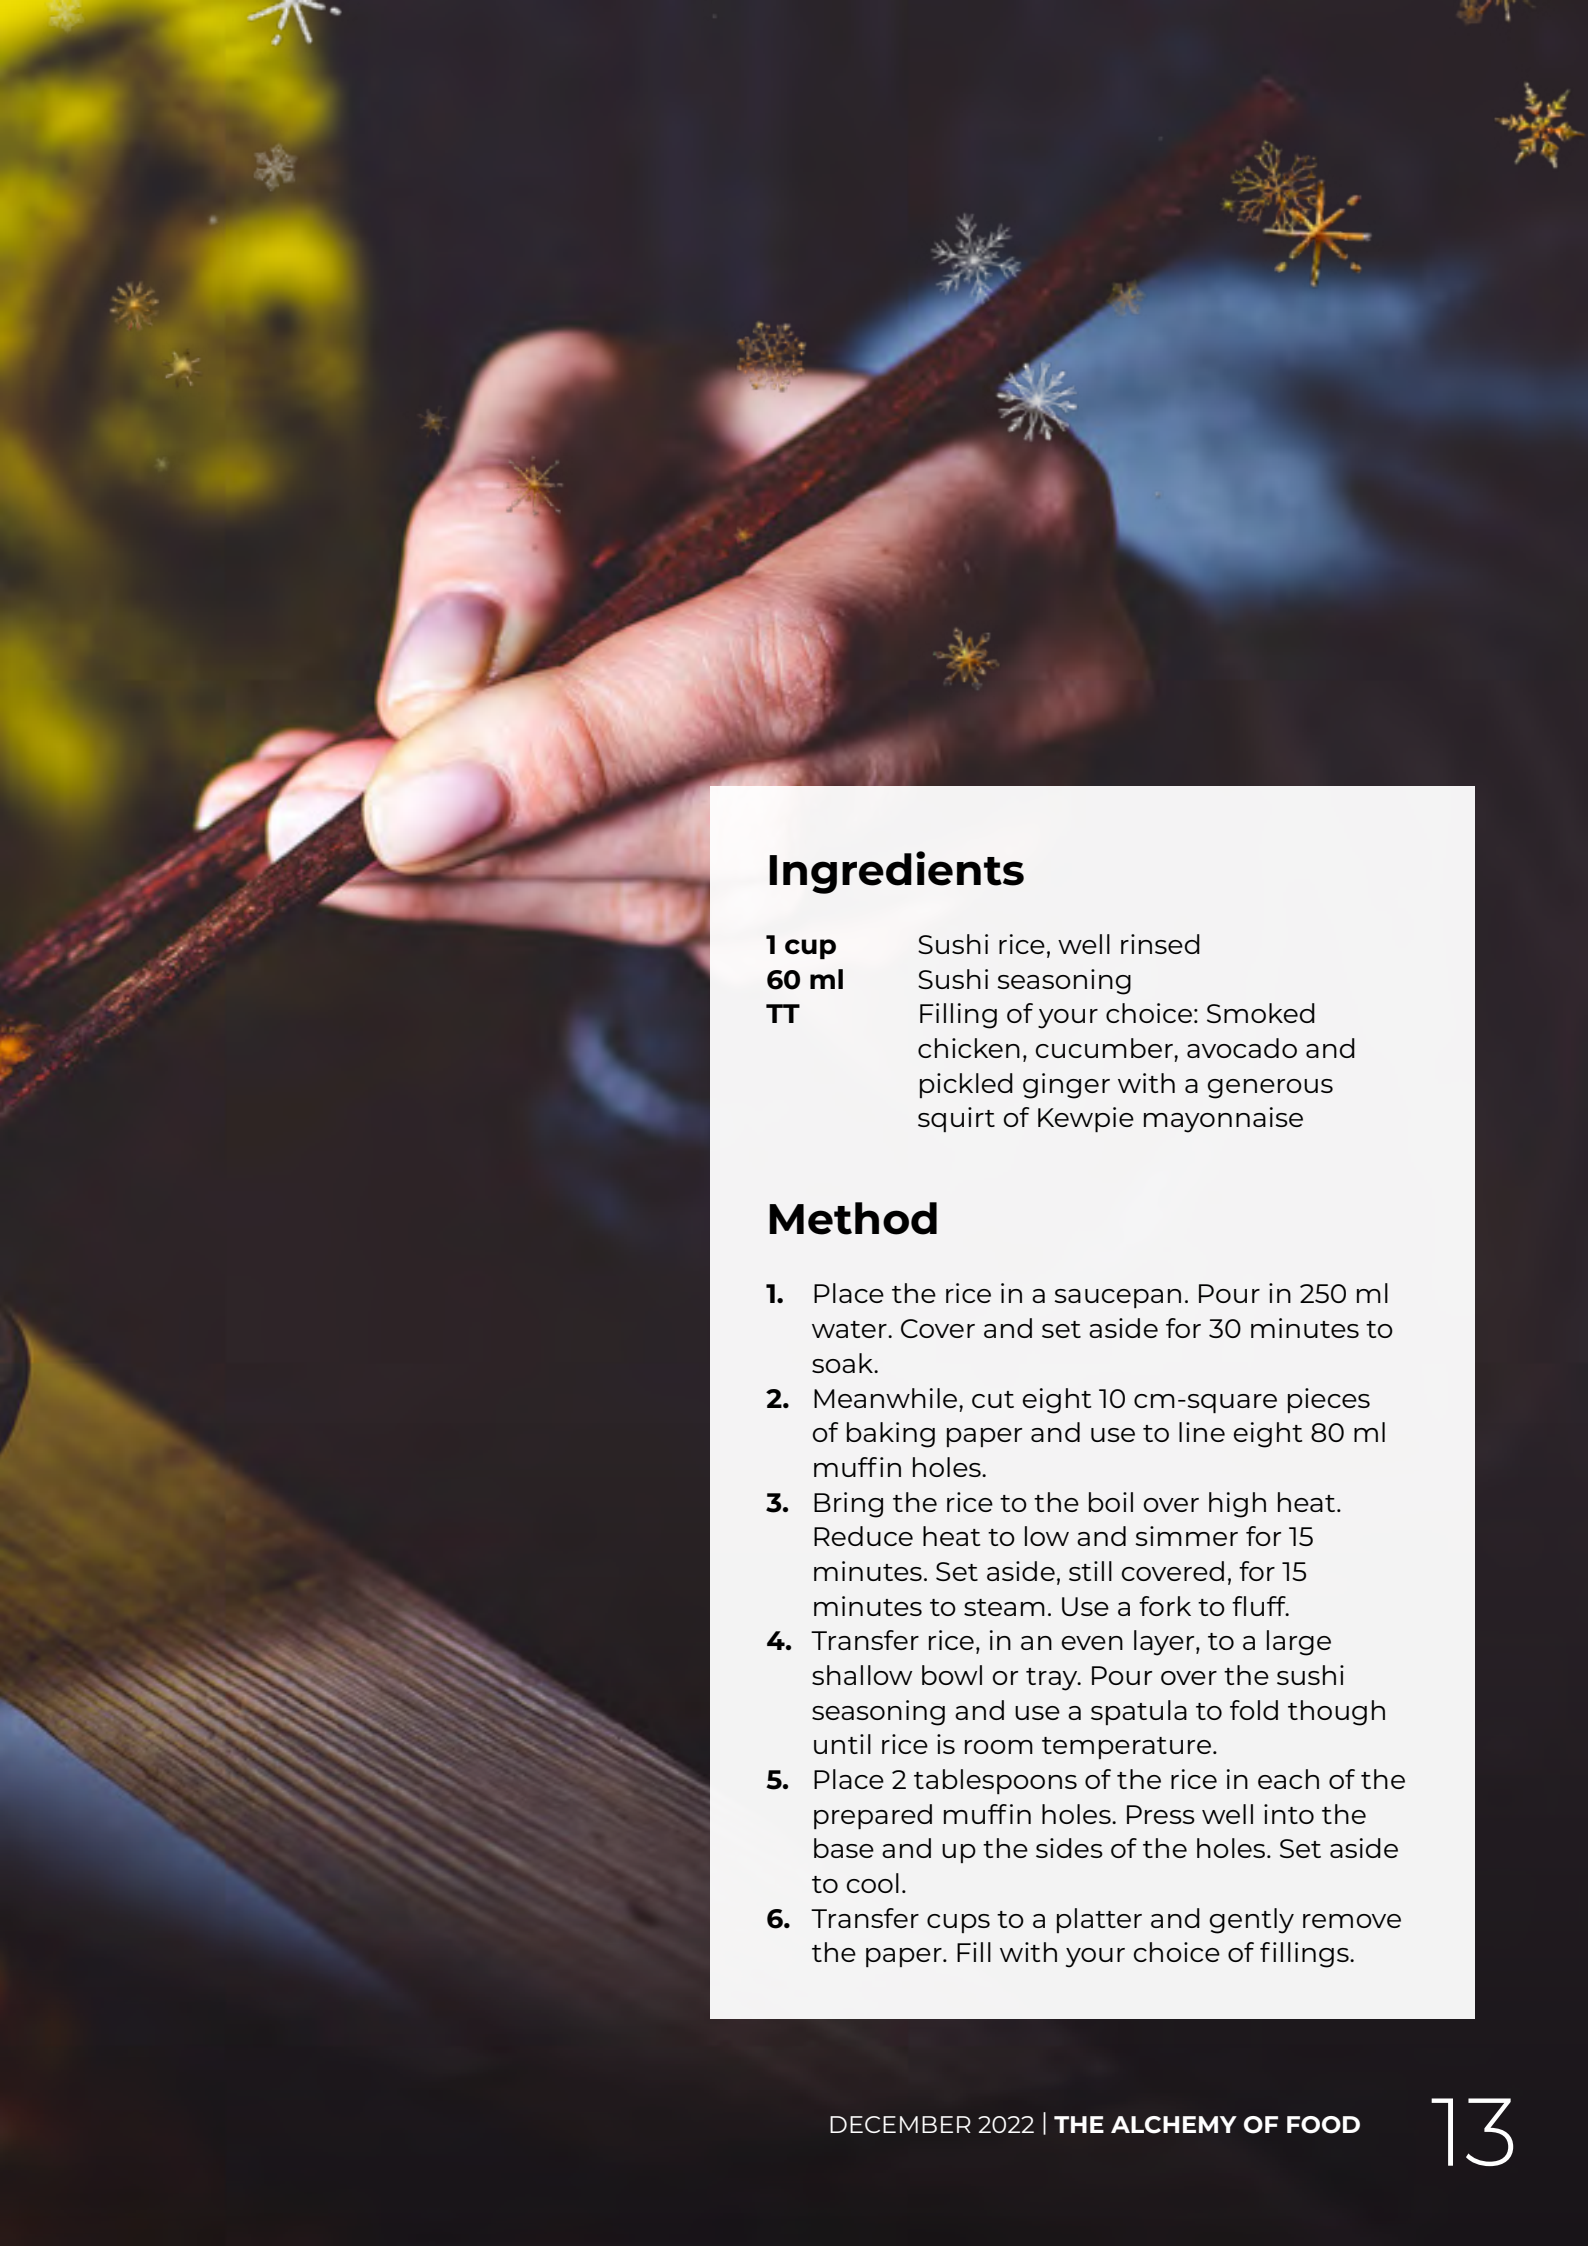 Ingredients
1 cup Sushi rice, well rinsed
60 ml Sushi seasoning
TT Filling of your choice: Smoked
chicken, cucumber, avocado and
pickled ginger with a generous
squirt of Kewpie mayonnaise
Method
1. Place the rice in a saucepan. Pour in 250 ml
water. Cover and set aside for 30 minutes to
soak.
2. Meanwhile, cut eight 10 cm-square pieces
of baking paper and use to line eight 80 ml
muffin holes.
3. Bring the rice to the boil over high heat.
Reduce heat to low and simmer for 15
minutes. Set aside, still covered, for 15
minutes to steam. Use a fork to fluff.
4. Transfer rice, in an even layer, to a large
shallow bowl or tray. Pour over the sushi
seasoning and use a spatula to fold though
until rice is room temperature.
5. Place 2 tablespoons of the rice in each of the
prepared muffin holes. Press well into the
base and up the sides of the holes. Set aside
to cool.
6. Transfer cups to a platter and gently remove
the paper. Fill with your choice of fillings.
DECEMBER 2022 | THE ALCHEMY OF FOOD 13